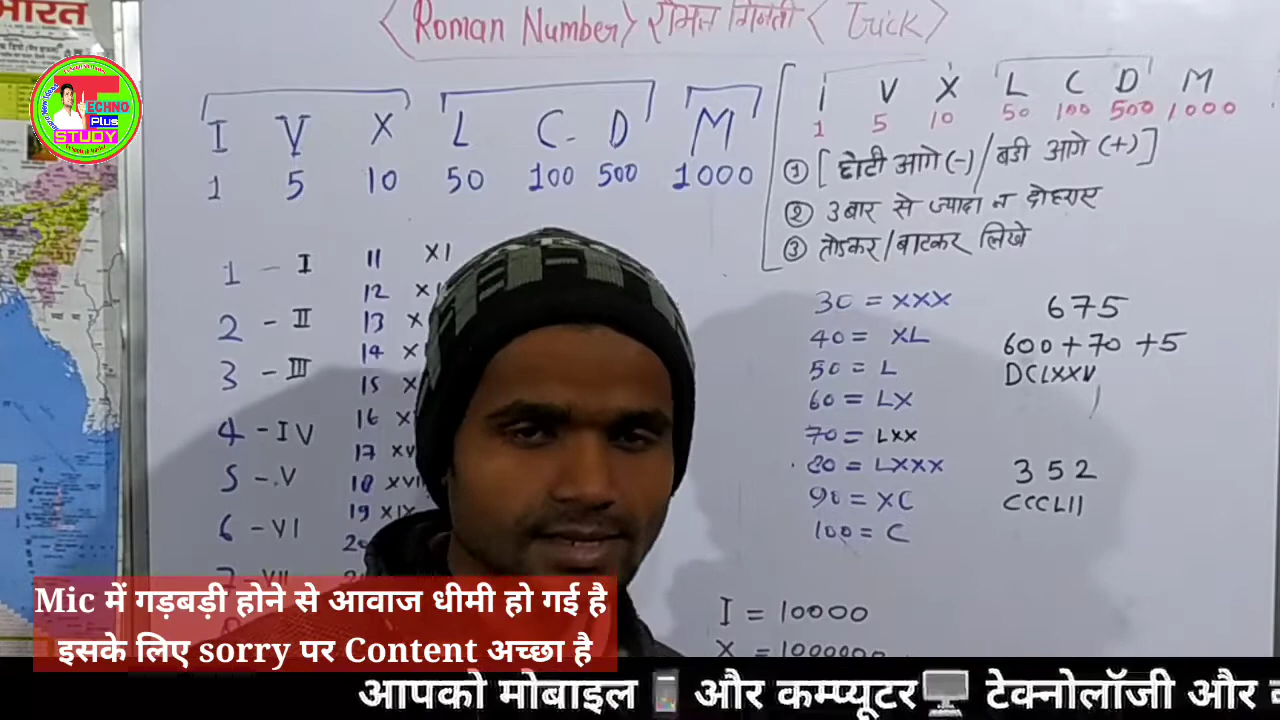 <Roman Number> रोमन गिनती <Trick>
भारत
TECHNO
Plus
STUDY
I V X L C D M
1 5 10 50 100 500 1000
I V X L C D M
1 5 10 50 100 500 1000
① [ छोटी आगे (-) / बडी आगे (+) ]
② 3 बार से ज्यादा न दोहराए
③ तोडकर/बाटकर लिखे
1 - I
2 - II
3 - III
4 - IV
5 - V
6 - VI
7 - VII
11 XI
12
13
14
15
16
17
18
19 XIX
30 = XXX
40 = XL
50 = L
60 = LX
70 = LXX
80 = LXXX
90 = XC
100 = C
675
600 + 70 + 5
DCLXXV
352
CCCLII
I = 10000
Mic में गड़बड़ी होने से आवाज धीमी हो गई है
इसके लिए sorry पर Content अच्छा है
आपको मोबाइल और कम्प्यूटर टेक्नोलॉजी और